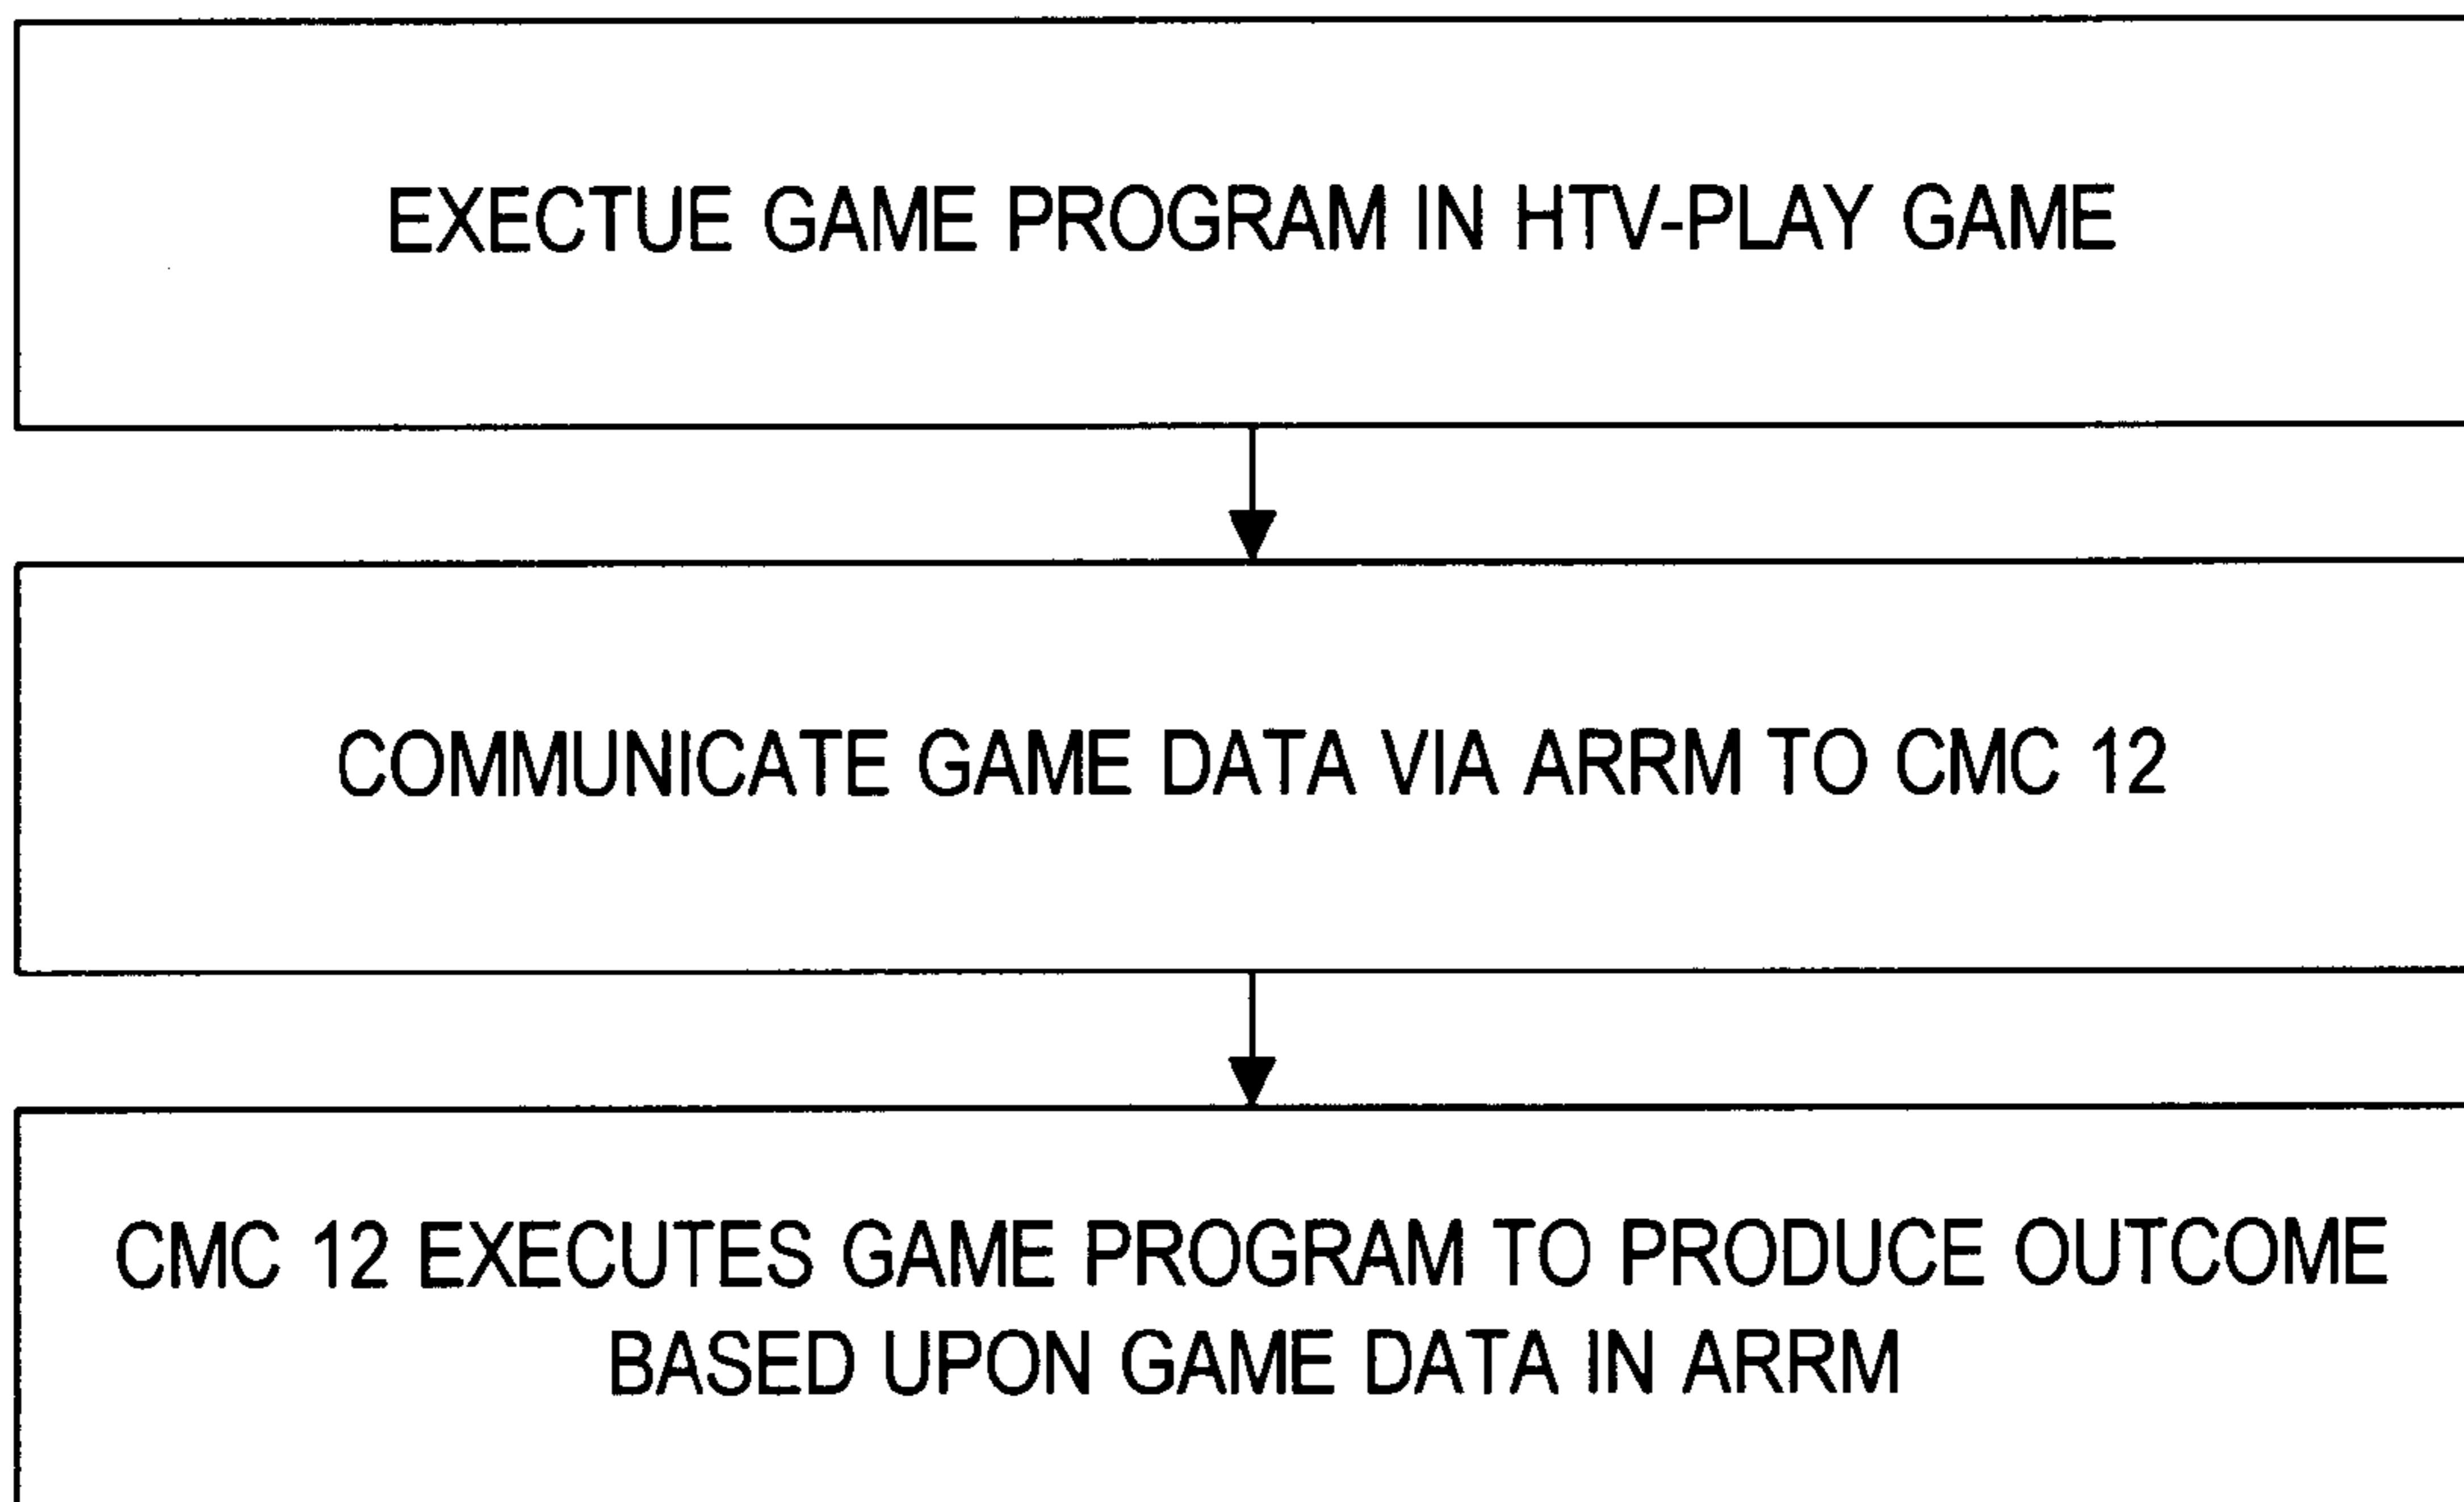 EXECTUE GAME PROGRAM IN HTV-PLAY GAME
COMMUNICATE GAME DATA VIA ARRM TO CMC 12
CMC 12 EXECUTES GAME PROGRAM TO PRODUCE OUTCOME
BASED UPON GAME DATA IN ARRM